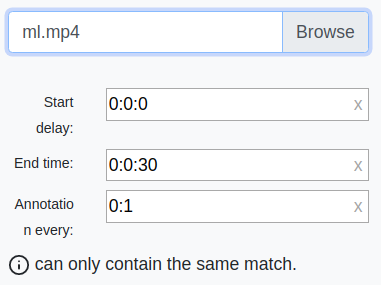 ml.mp4 Browse
Start 0:0:0 x
delay:
End time: 0:0:30 x
Annotatio 0:1 x
n every:
can only contain the same match.